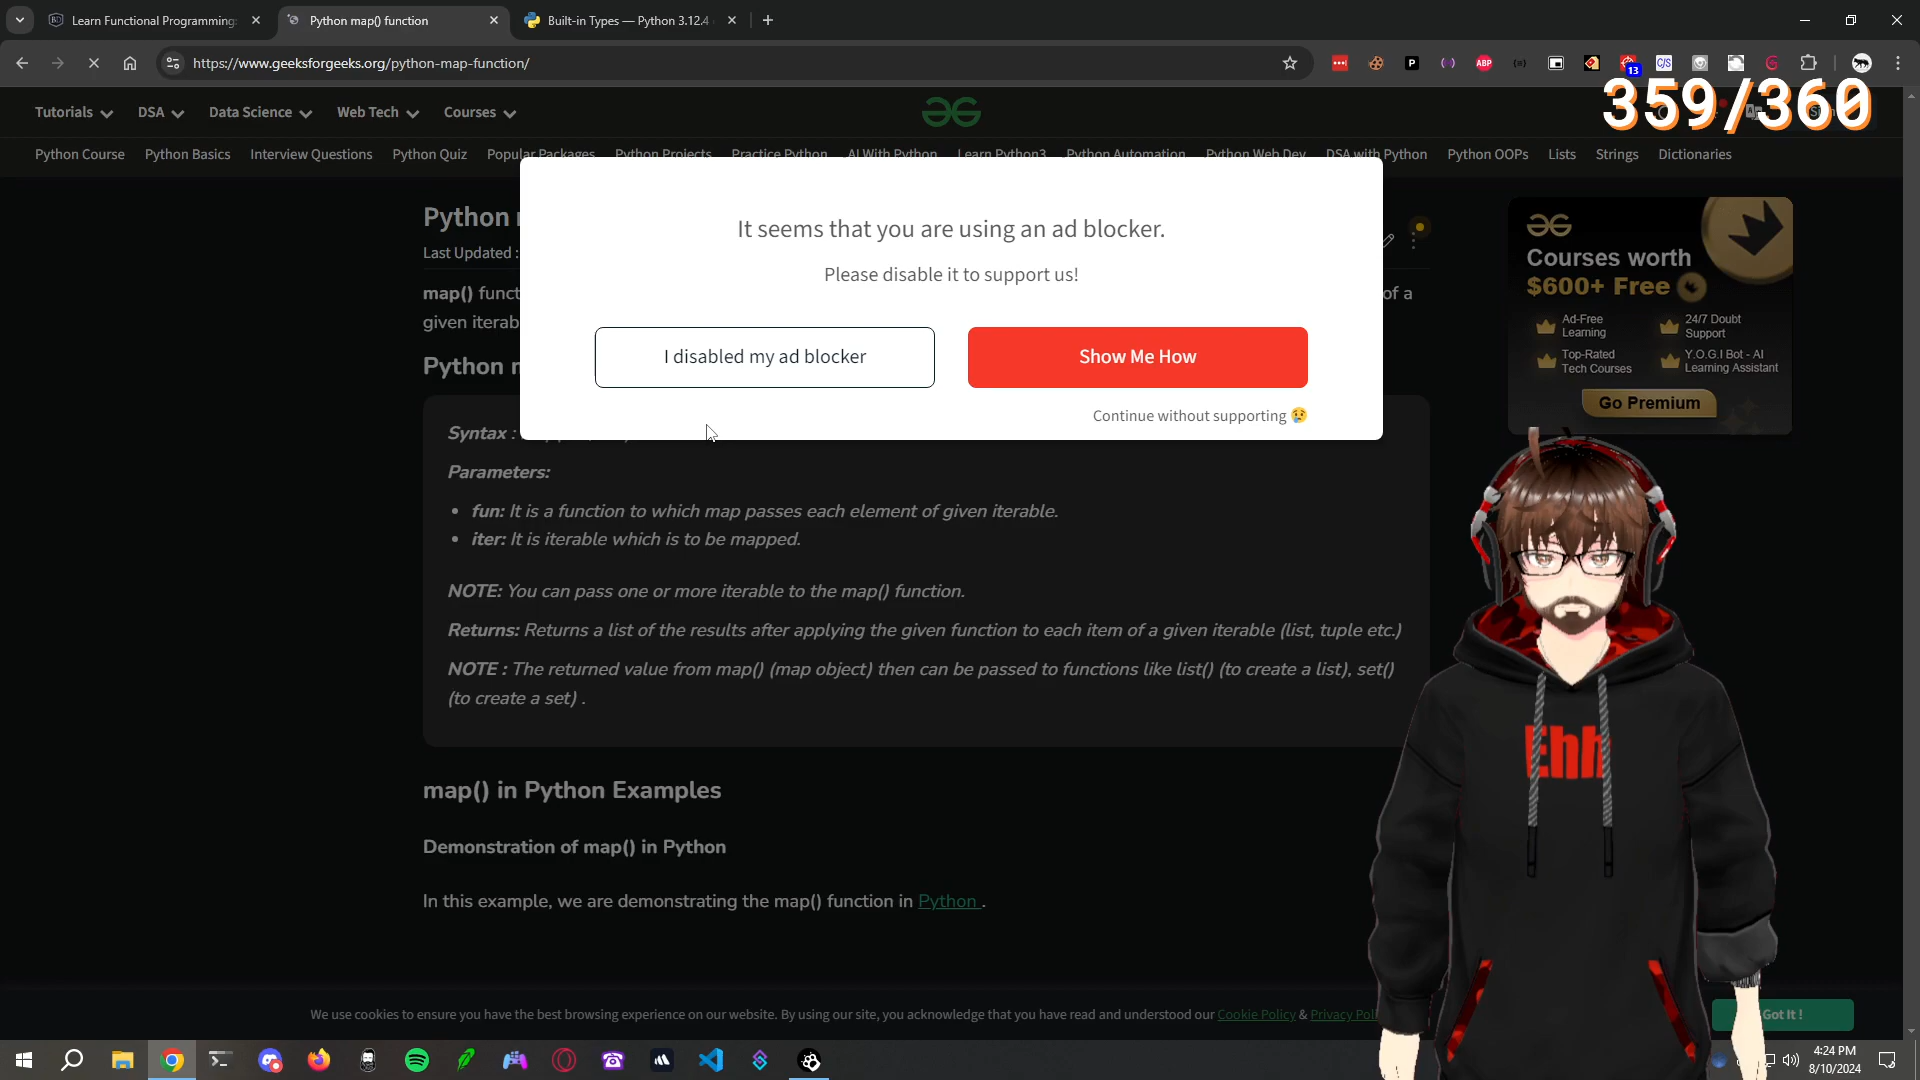 Learn Functional Programming:
Python map() function
Built-in Types — Python 3.12.4
https://www.geeksforgeeks.org/python-map-function/
P
ABP
C/S
13
359/360
Tutorials
DSA
Data Science
Web Tech
Courses
Python Course
Python Basics
Interview Questions
Python Quiz
Popular Packages
Python Projects
Practice Python
AI With Python
Learn Python3
Python Automation
Python Web Dev
DSA with Python
Python OOPs
Lists
Strings
Dictionaries
It seems that you are using an ad blocker.
Please disable it to support us!
I disabled my ad blocker
Show Me How
Continue without supporting 😢
Python
Last Updated :
map() funct
of a
given iterab
Python
Syntax :
Parameters:
• fun: It is a function to which map passes each element of given iterable.
• iter: It is iterable which is to be mapped.
NOTE: You can pass one or more iterable to the map() function.
Returns: Returns a list of the results after applying the given function to each item of a given iterable (list, tuple etc.)
NOTE : The returned value from map() (map object) then can be passed to functions like list() (to create a list), set()
(to create a set) .
map() in Python Examples
Demonstration of map() in Python
In this example, we are demonstrating the map() function in Python .
Courses worth
$600+ Free
Ad-Free
Learning
24/7 Doubt
Support
Top-Rated
Tech Courses
Y.O.G.I Bot - AI
Learning Assistant
Go Premium
Ehh
We use cookies to ensure you have the best browsing experience on our website. By using our site, you acknowledge that you have read and understood our Cookie Policy & Privacy Poli
Got It !
4:24 PM
8/10/2024